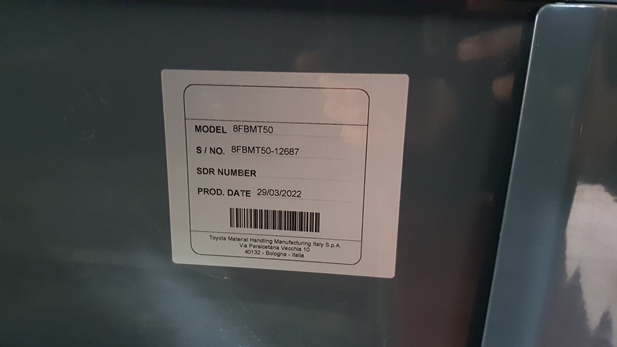 MODEL 8FBMT50
S / NO. 8FBMT50-12687
SDR NUMBER
PROD. DATE 29/03/2022
Toyota Material Handling Manufacturing Italy S.p.A
Via Persicetana Vecchia 10
40132 - Bologna - Italia